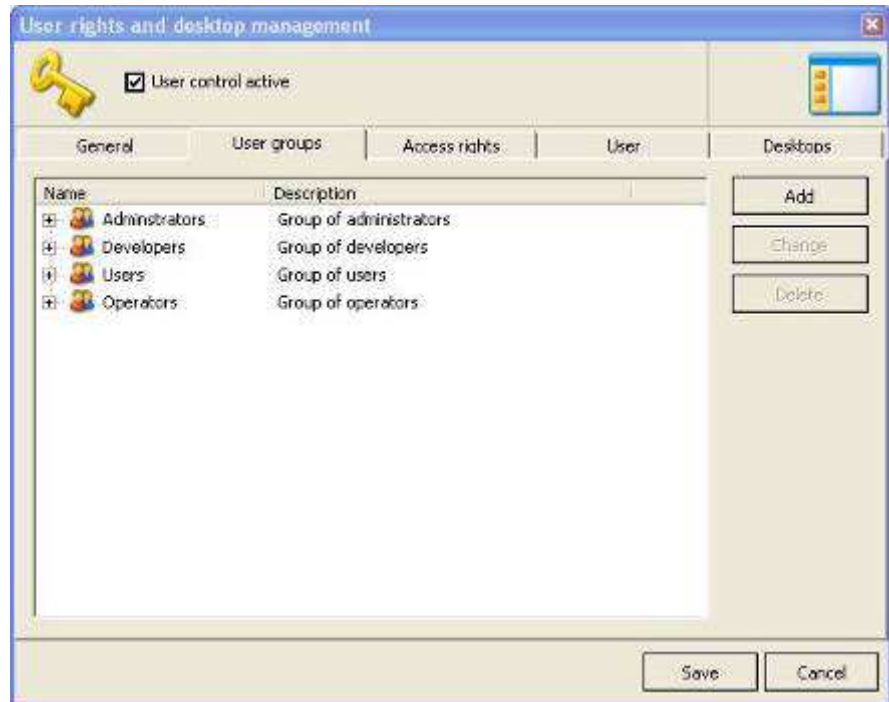 User rights and desktop management
User control active
General
User groups
Access rights
User
Desktops
Name Description
Adminstrators Group of administrators
Developers Group of developers
Users Group of users
Operators Group of operators
Add
Change
Delete
Save
Cancel